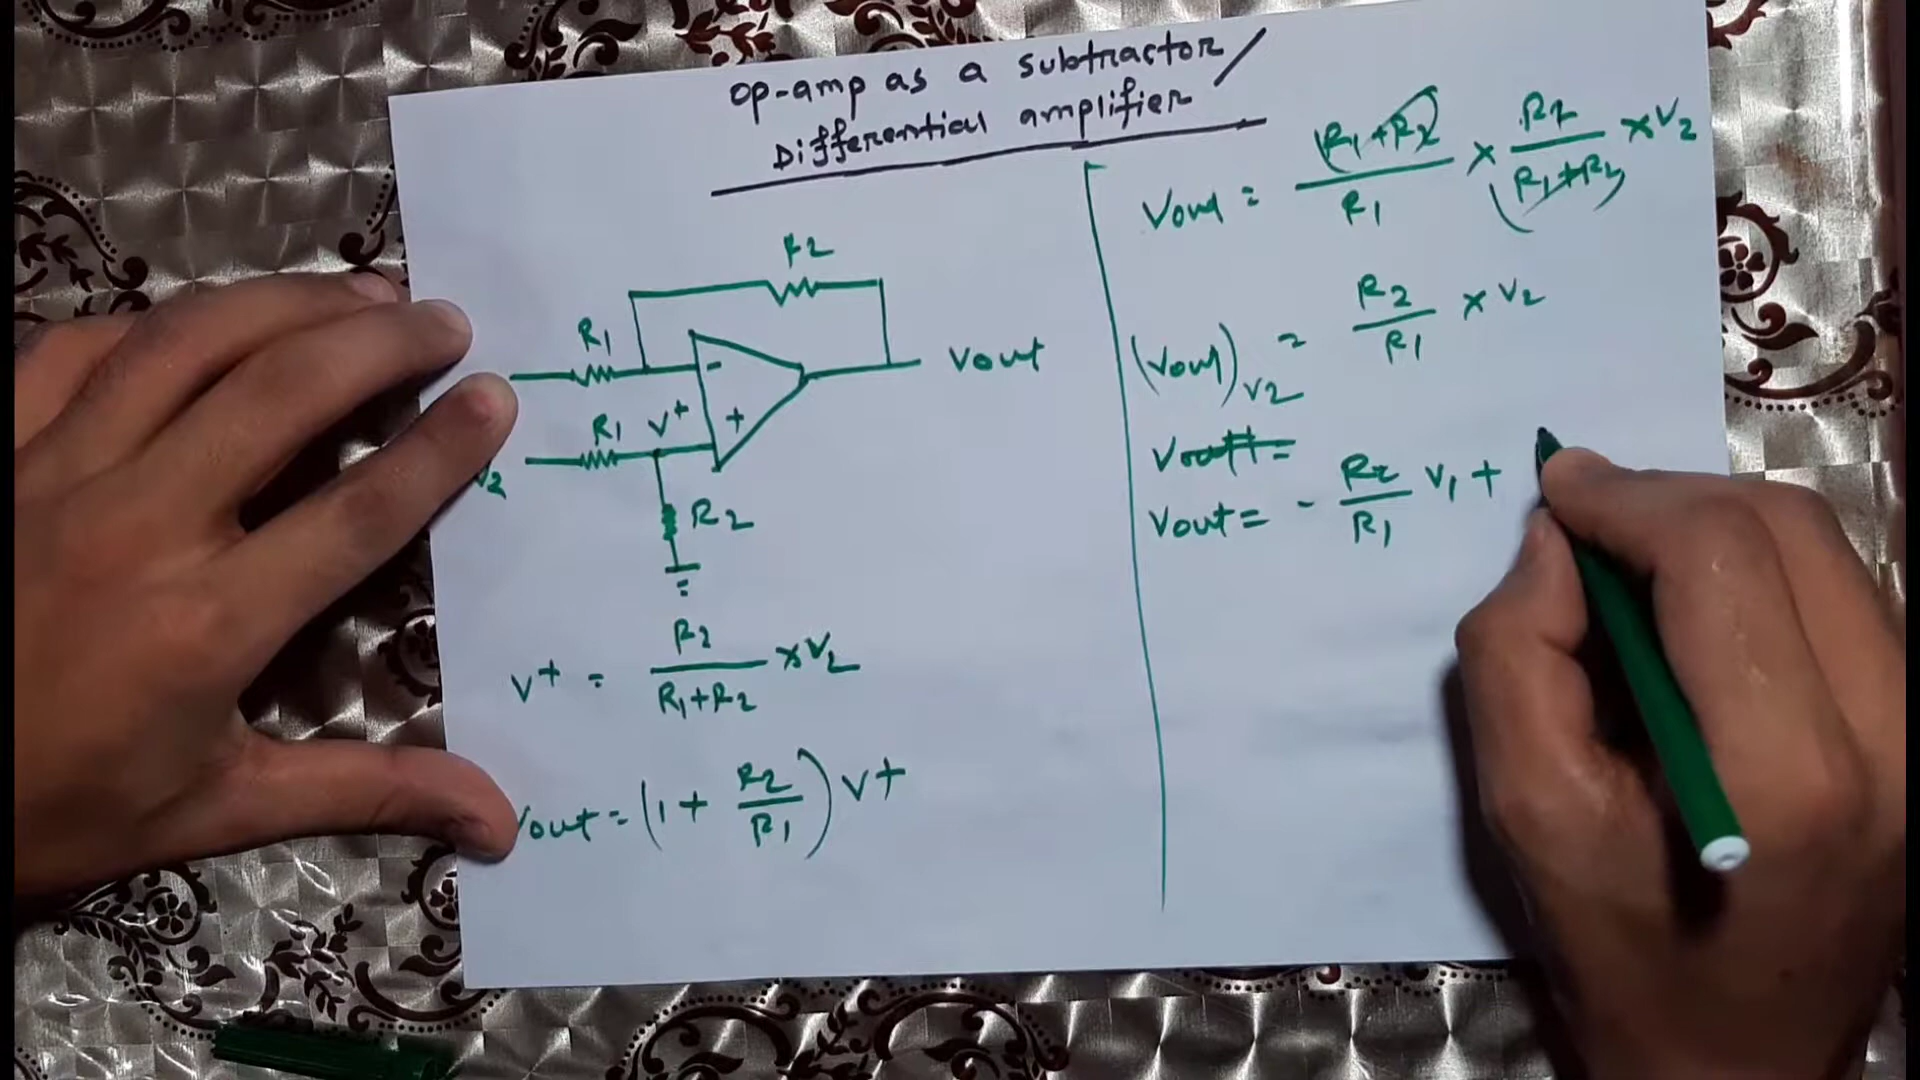 op-amp as a subtractor/
Differential amplifier
R2
R1
-
Vout
R1 V+ +
V2
R2
V+ = R2/(R1+R2) × V2
Vout = (1 + R2/R1) V+
Vout = (R1+R2)/R1 × R2/(R1+R2) × V2
(Vout)V2 = R2/R1 × V2
Vout = - R2/R1 V1 +